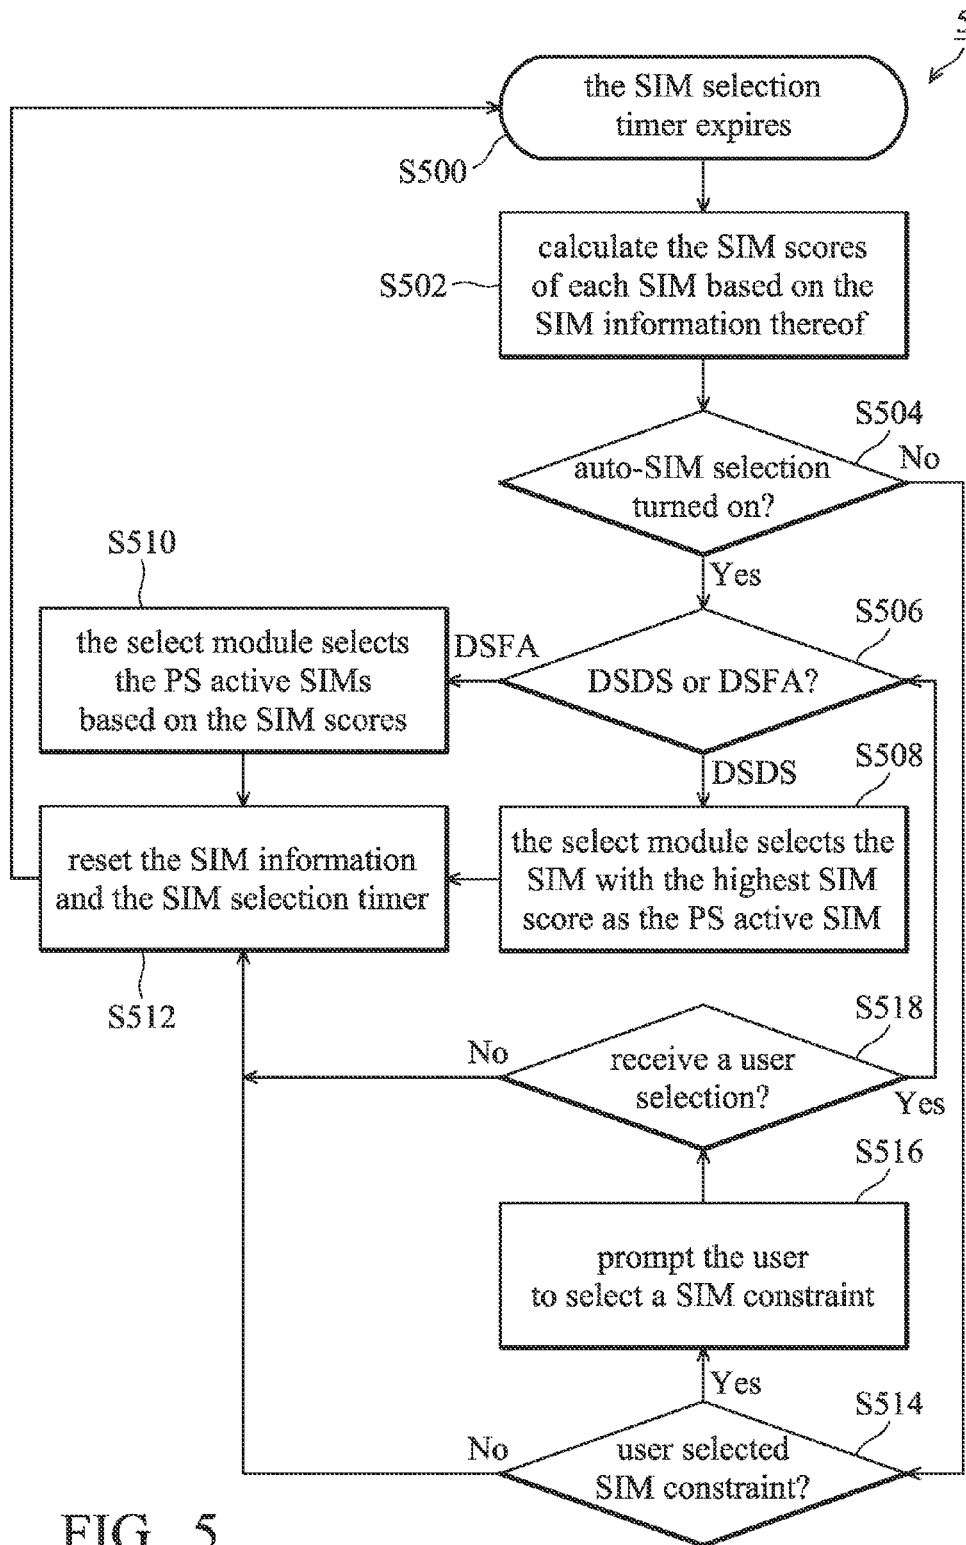 5
the SIM selection
timer expires
S500
calculate the SIM scores
of each SIM based on the
SIM information thereof
S502
S504
auto-SIM selection
turned on?
No
Yes
S510
S506
the select module selects
the PS active SIMs
based on the SIM scores
DSFA
DSDS or DSFA?
DSDS
S508
reset the SIM information
and the SIM selection timer
the select module selects the
SIM with the highest SIM
score as the PS active SIM
S512
S518
No
receive a user
selection?
Yes
S516
prompt the user
to select a SIM constraint
Yes
S514
No
user selected
SIM constraint?
FIG. 5